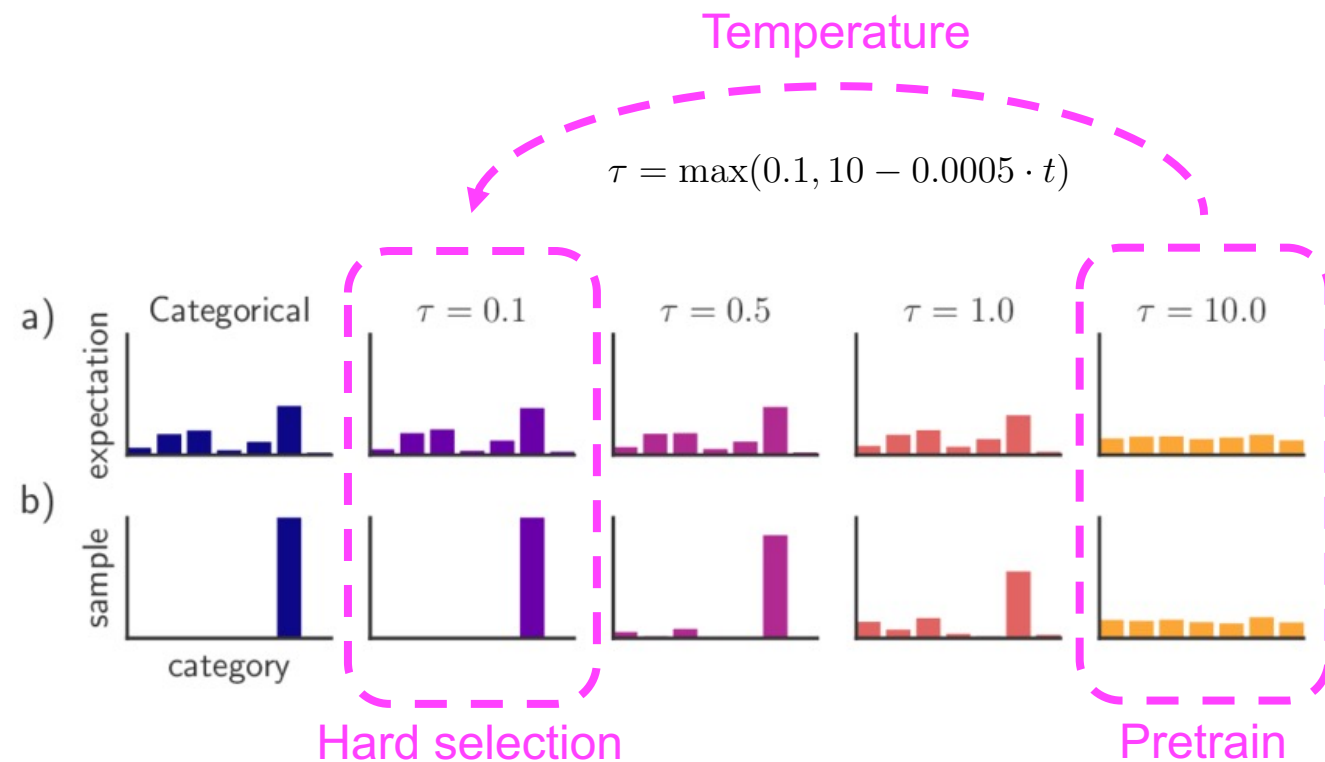 Temperature
τ = max(0.1, 10 − 0.0005 · t)
a)
Categorical
τ = 0.1
τ = 0.5
τ = 1.0
τ = 10.0
expectation
b)
sample
category
Hard selection
Pretrain